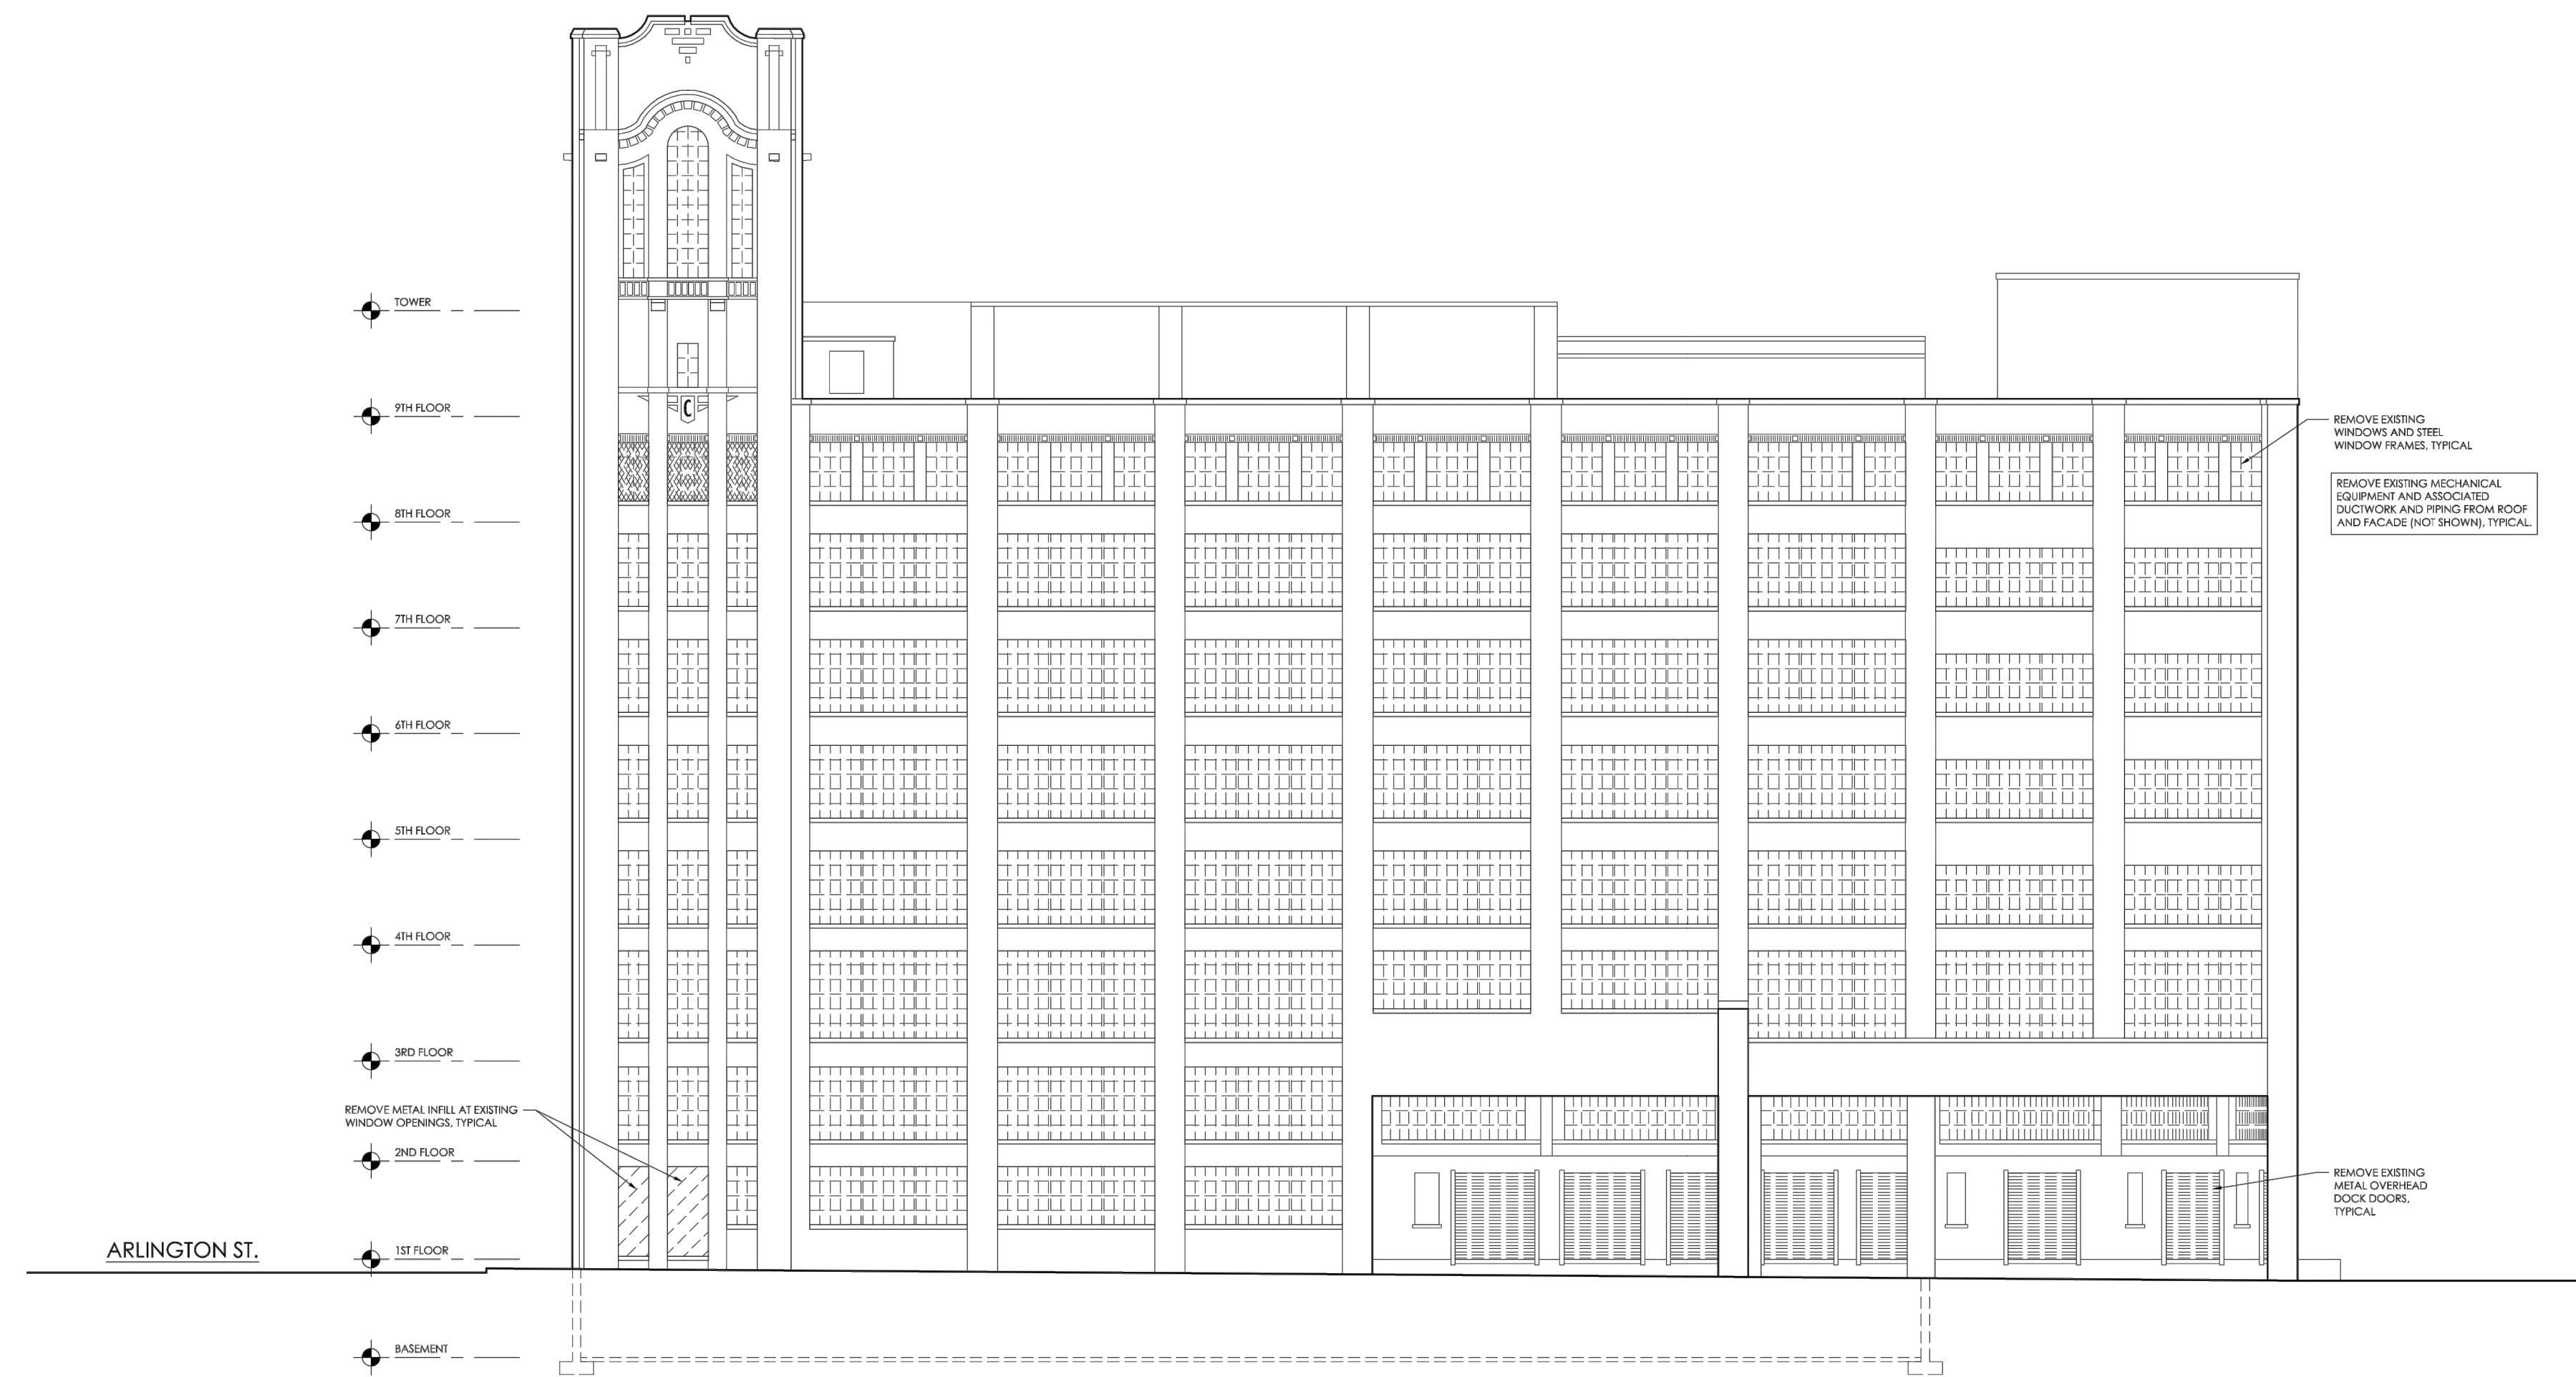 TOWER
C
9TH FLOOR
REMOVE EXISTING
WINDOWS AND STEEL
WINDOW FRAMES, TYPICAL
REMOVE EXISTING MECHANICAL
EQUIPMENT AND ASSOCIATED
DUCTWORK AND PIPING FROM ROOF
AND FACADE (NOT SHOWN), TYPICAL.
8TH FLOOR
7TH FLOOR
6TH FLOOR
5TH FLOOR
4TH FLOOR
3RD FLOOR
REMOVE METAL INFILL AT EXISTING
WINDOW OPENINGS, TYPICAL
2ND FLOOR
REMOVE EXISTING
METAL OVERHEAD
DOCK DOORS,
TYPICAL
ARLINGTON ST.
1ST FLOOR
BASEMENT